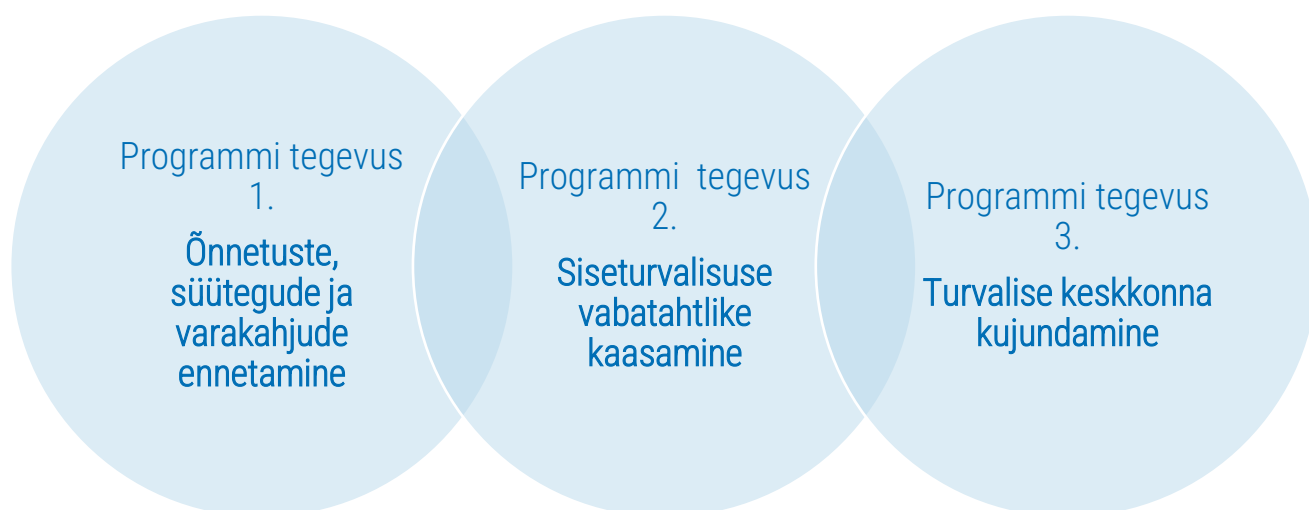 Programmi tegevus
1.
Õnnetuste,
süütegude ja
varakahjude
ennetamine
Programmi tegevus
2.
Siseturvalisuse
vabatahtlike
kaasamine
Programmi tegevus
3.
Turvalise keskkonna
kujundamine